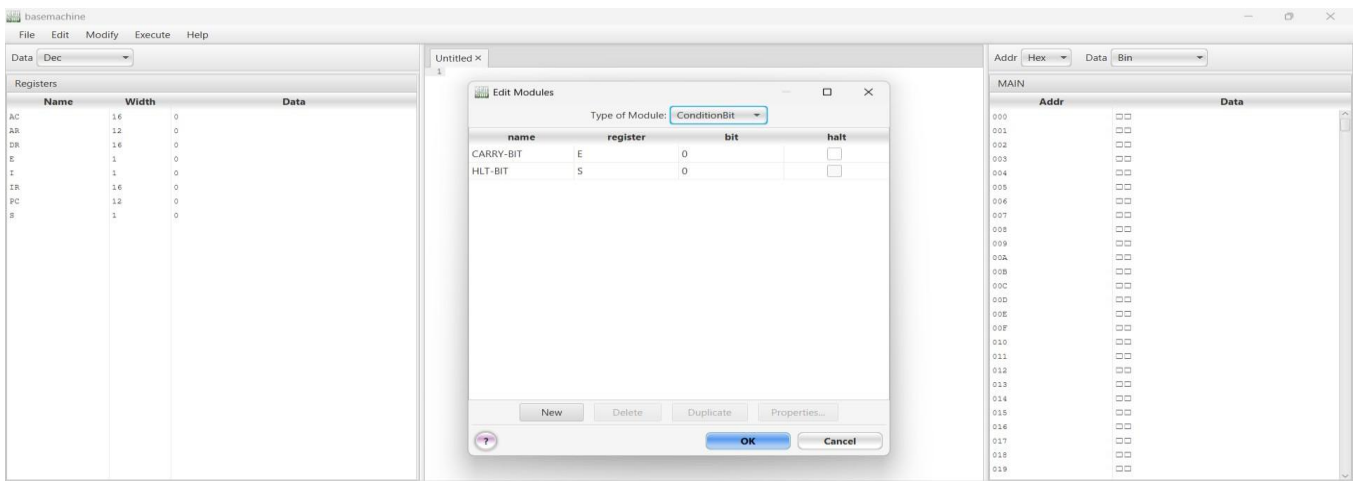 basemachine
File Edit Modify Execute Help
Data Dec
Registers
Name Width Data
AC 16 0
AR 12 0
DR 16 0
E 1 0
I 1 0
IR 16 0
PC 12 0
S 1 0
Untitled ×
1
Edit Modules
Type of Module: ConditionBit
name register bit halt
CARRY-BIT E 0
HLT-BIT S 0
New Delete Duplicate Properties...
? OK Cancel
Addr Hex Data Bin
MAIN
Addr Data
000
001
002
003
004
005
006
007
008
009
00A
00B
00C
00D
00E
00F
010
011
012
013
014
015
016
017
018
019